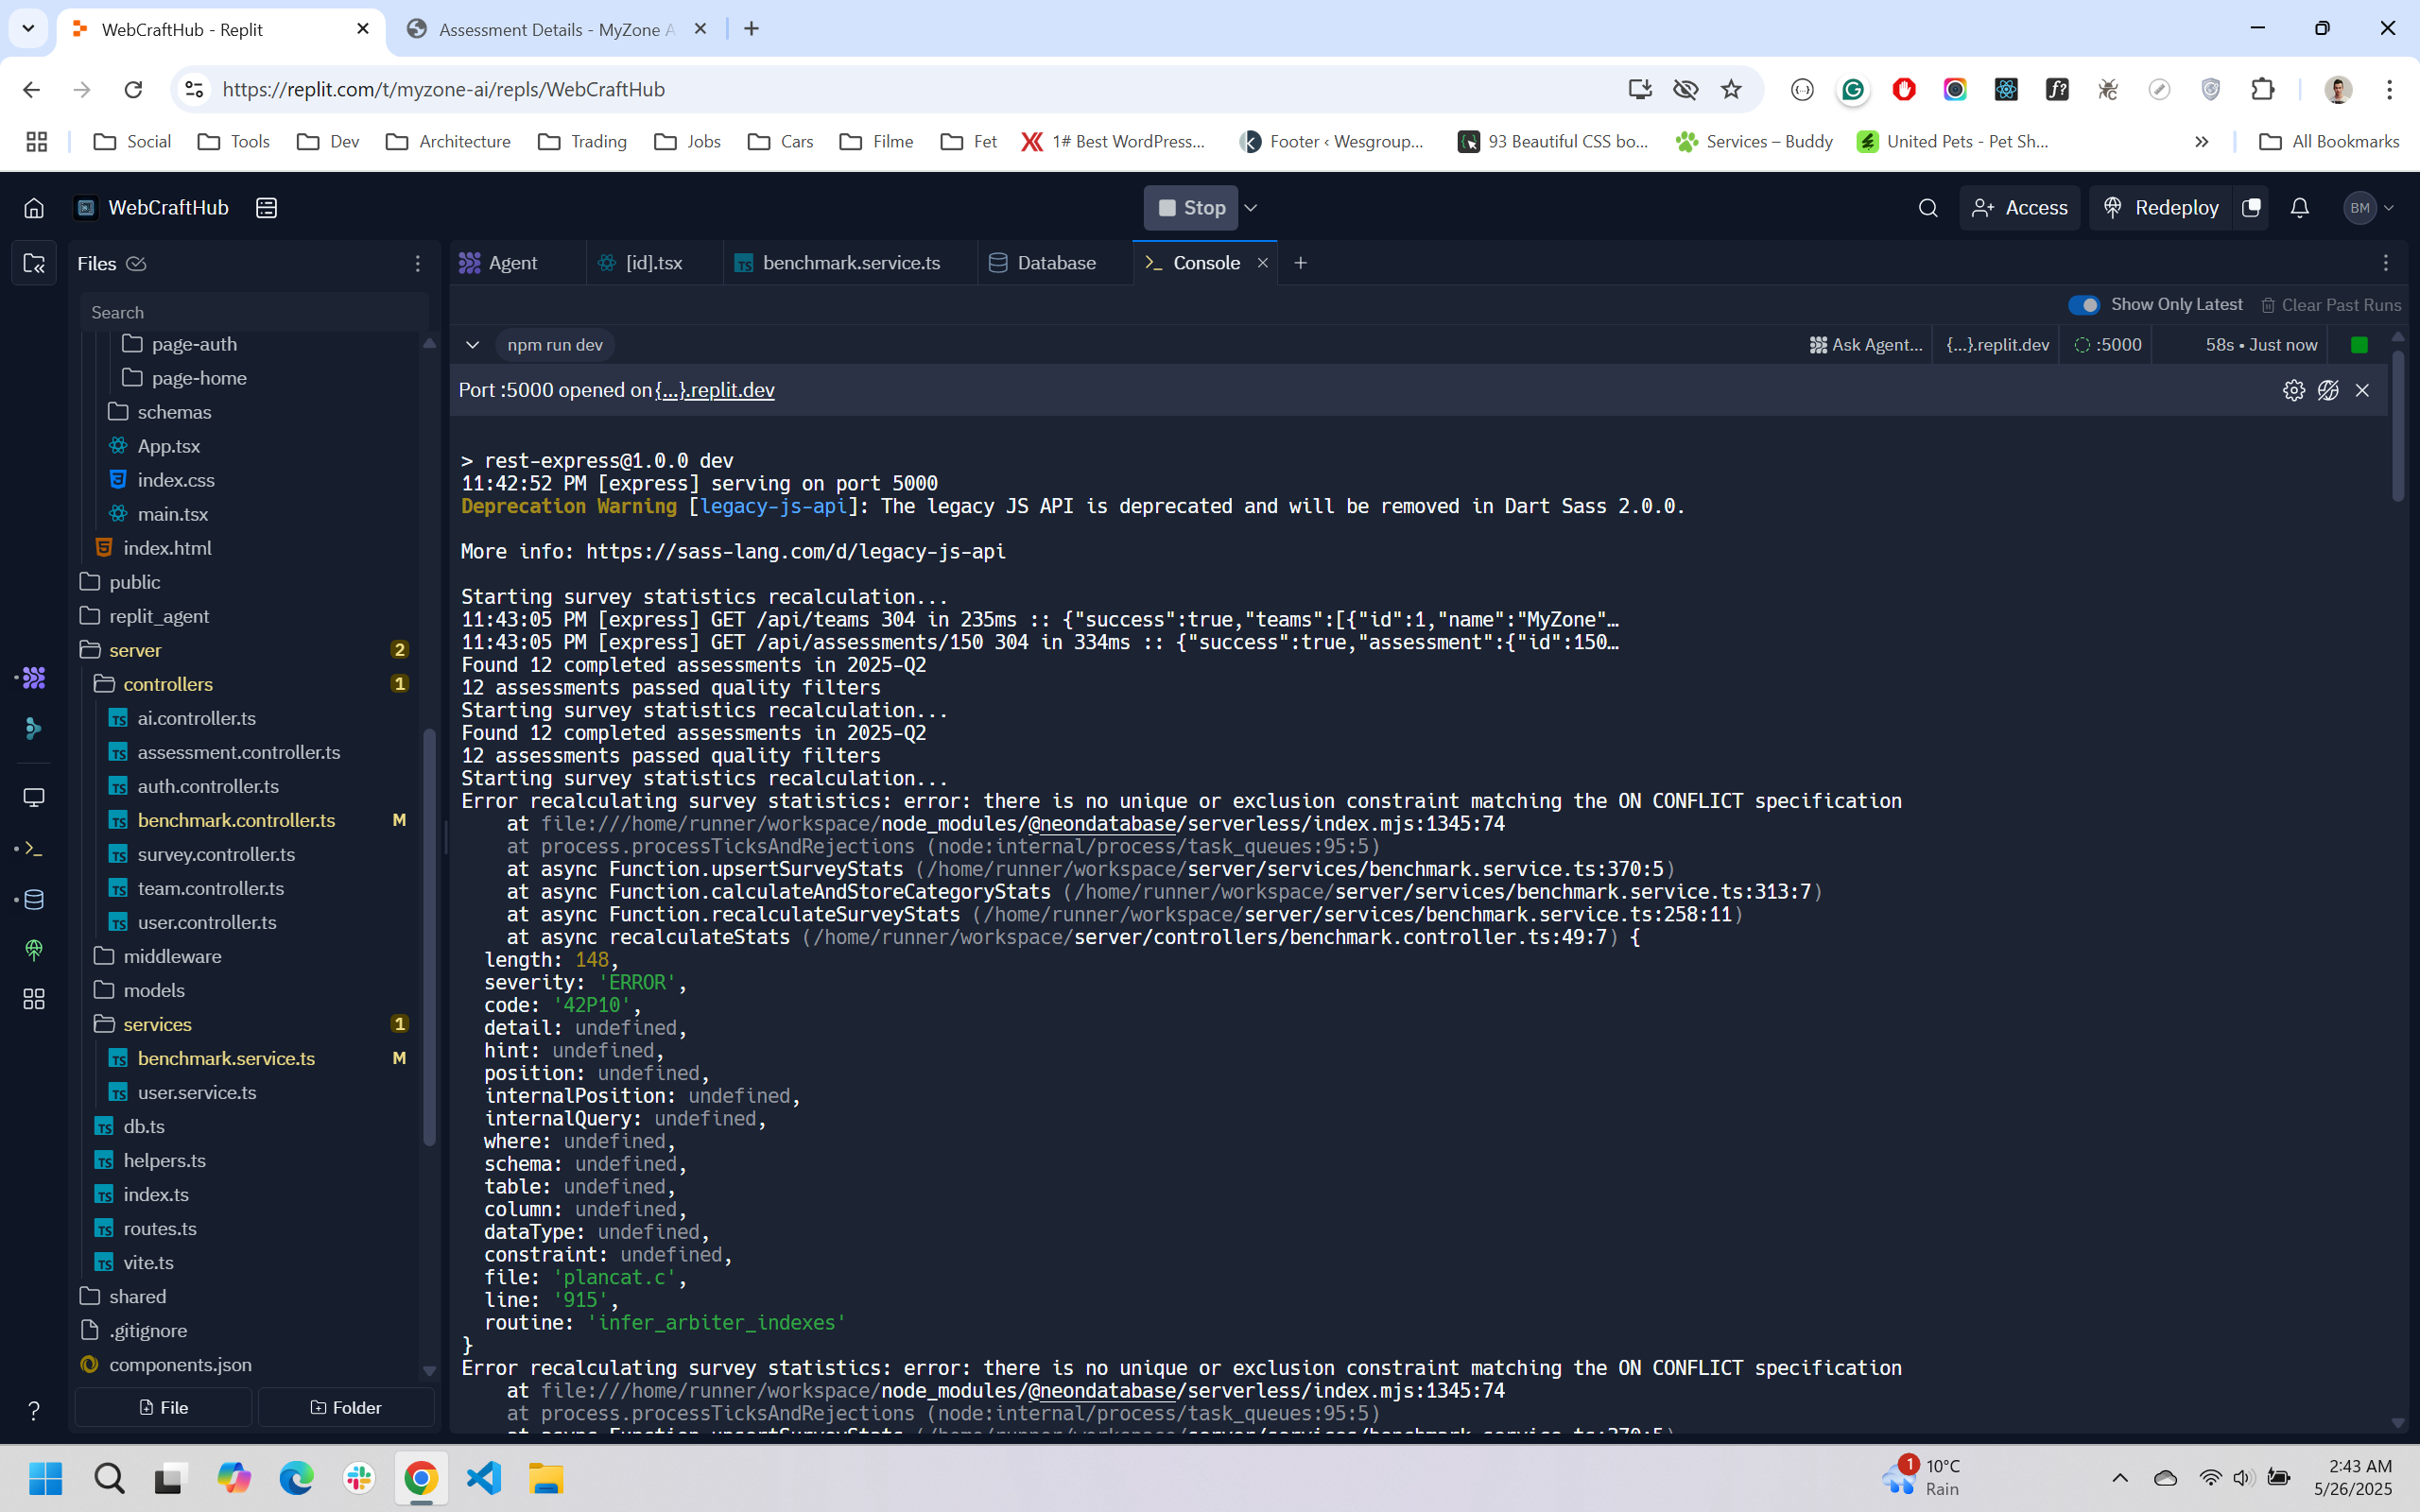 WebCraftHub - Replit
Assessment Details - MyZone A
https://replit.com/t/myzone-ai/repls/WebCraftHub
Social
Tools
Dev
Architecture
Trading
Jobs
Cars
Filme
Fet
1# Best WordPress...
Footer ‹ Wesgroup...
93 Beautiful CSS bo...
Services – Buddy
United Pets - Pet Sh...
All Bookmarks
WebCraftHub
Stop
Access
Redeploy
BM
Files
Search
page-auth
page-home
schemas
App.tsx
index.css
main.tsx
index.html
public
replit_agent
server 2
controllers 1
ai.controller.ts
assessment.controller.ts
auth.controller.ts
benchmark.controller.ts M
survey.controller.ts
team.controller.ts
user.controller.ts
middleware
models
services 1
benchmark.service.ts M
user.service.ts
db.ts
helpers.ts
index.ts
routes.ts
vite.ts
shared
.gitignore
components.json
File
Folder
Agent
[id].tsx
benchmark.service.ts
Database
Console
Show Only Latest
Clear Past Runs
npm run dev
Ask Agent...
{...}.replit.dev
:5000
58s • Just now
Port :5000 opened on {...}.replit.dev
> rest-express@1.0.0 dev
11:42:52 PM [express] serving on port 5000
Deprecation Warning [legacy-js-api]: The legacy JS API is deprecated and will be removed in Dart Sass 2.0.0.
More info: https://sass-lang.com/d/legacy-js-api
Starting survey statistics recalculation...
11:43:05 PM [express] GET /api/teams 304 in 235ms :: {"success":true,"teams":[{"id":1,"name":"MyZone"…
11:43:05 PM [express] GET /api/assessments/150 304 in 334ms :: {"success":true,"assessment":{"id":150…
Found 12 completed assessments in 2025-Q2
12 assessments passed quality filters
Starting survey statistics recalculation...
Found 12 completed assessments in 2025-Q2
12 assessments passed quality filters
Starting survey statistics recalculation...
Error recalculating survey statistics: error: there is no unique or exclusion constraint matching the ON CONFLICT specification
at file:///home/runner/workspace/node_modules/@neondatabase/serverless/index.mjs:1345:74
at process.processTicksAndRejections (node:internal/process/task_queues:95:5)
at async Function.upsertSurveyStats (/home/runner/workspace/server/services/benchmark.service.ts:370:5)
at async Function.calculateAndStoreCategoryStats (/home/runner/workspace/server/services/benchmark.service.ts:313:7)
at async Function.recalculateSurveyStats (/home/runner/workspace/server/services/benchmark.service.ts:258:11)
at async recalculateStats (/home/runner/workspace/server/controllers/benchmark.controller.ts:49:7) {
length: 148,
severity: 'ERROR',
code: '42P10',
detail: undefined,
hint: undefined,
position: undefined,
internalPosition: undefined,
internalQuery: undefined,
where: undefined,
schema: undefined,
table: undefined,
column: undefined,
dataType: undefined,
constraint: undefined,
file: 'plancat.c',
line: '915',
routine: 'infer_arbiter_indexes'
}
Error recalculating survey statistics: error: there is no unique or exclusion constraint matching the ON CONFLICT specification
at file:///home/runner/workspace/node_modules/@neondatabase/serverless/index.mjs:1345:74
at process.processTicksAndRejections (node:internal/process/task_queues:95:5)
at async Function.upsertSurveyStats (/home/runner/workspace/server/services/benchmark.service.ts:370:5)
1
10°C
Rain
2:43 AM
5/26/2025